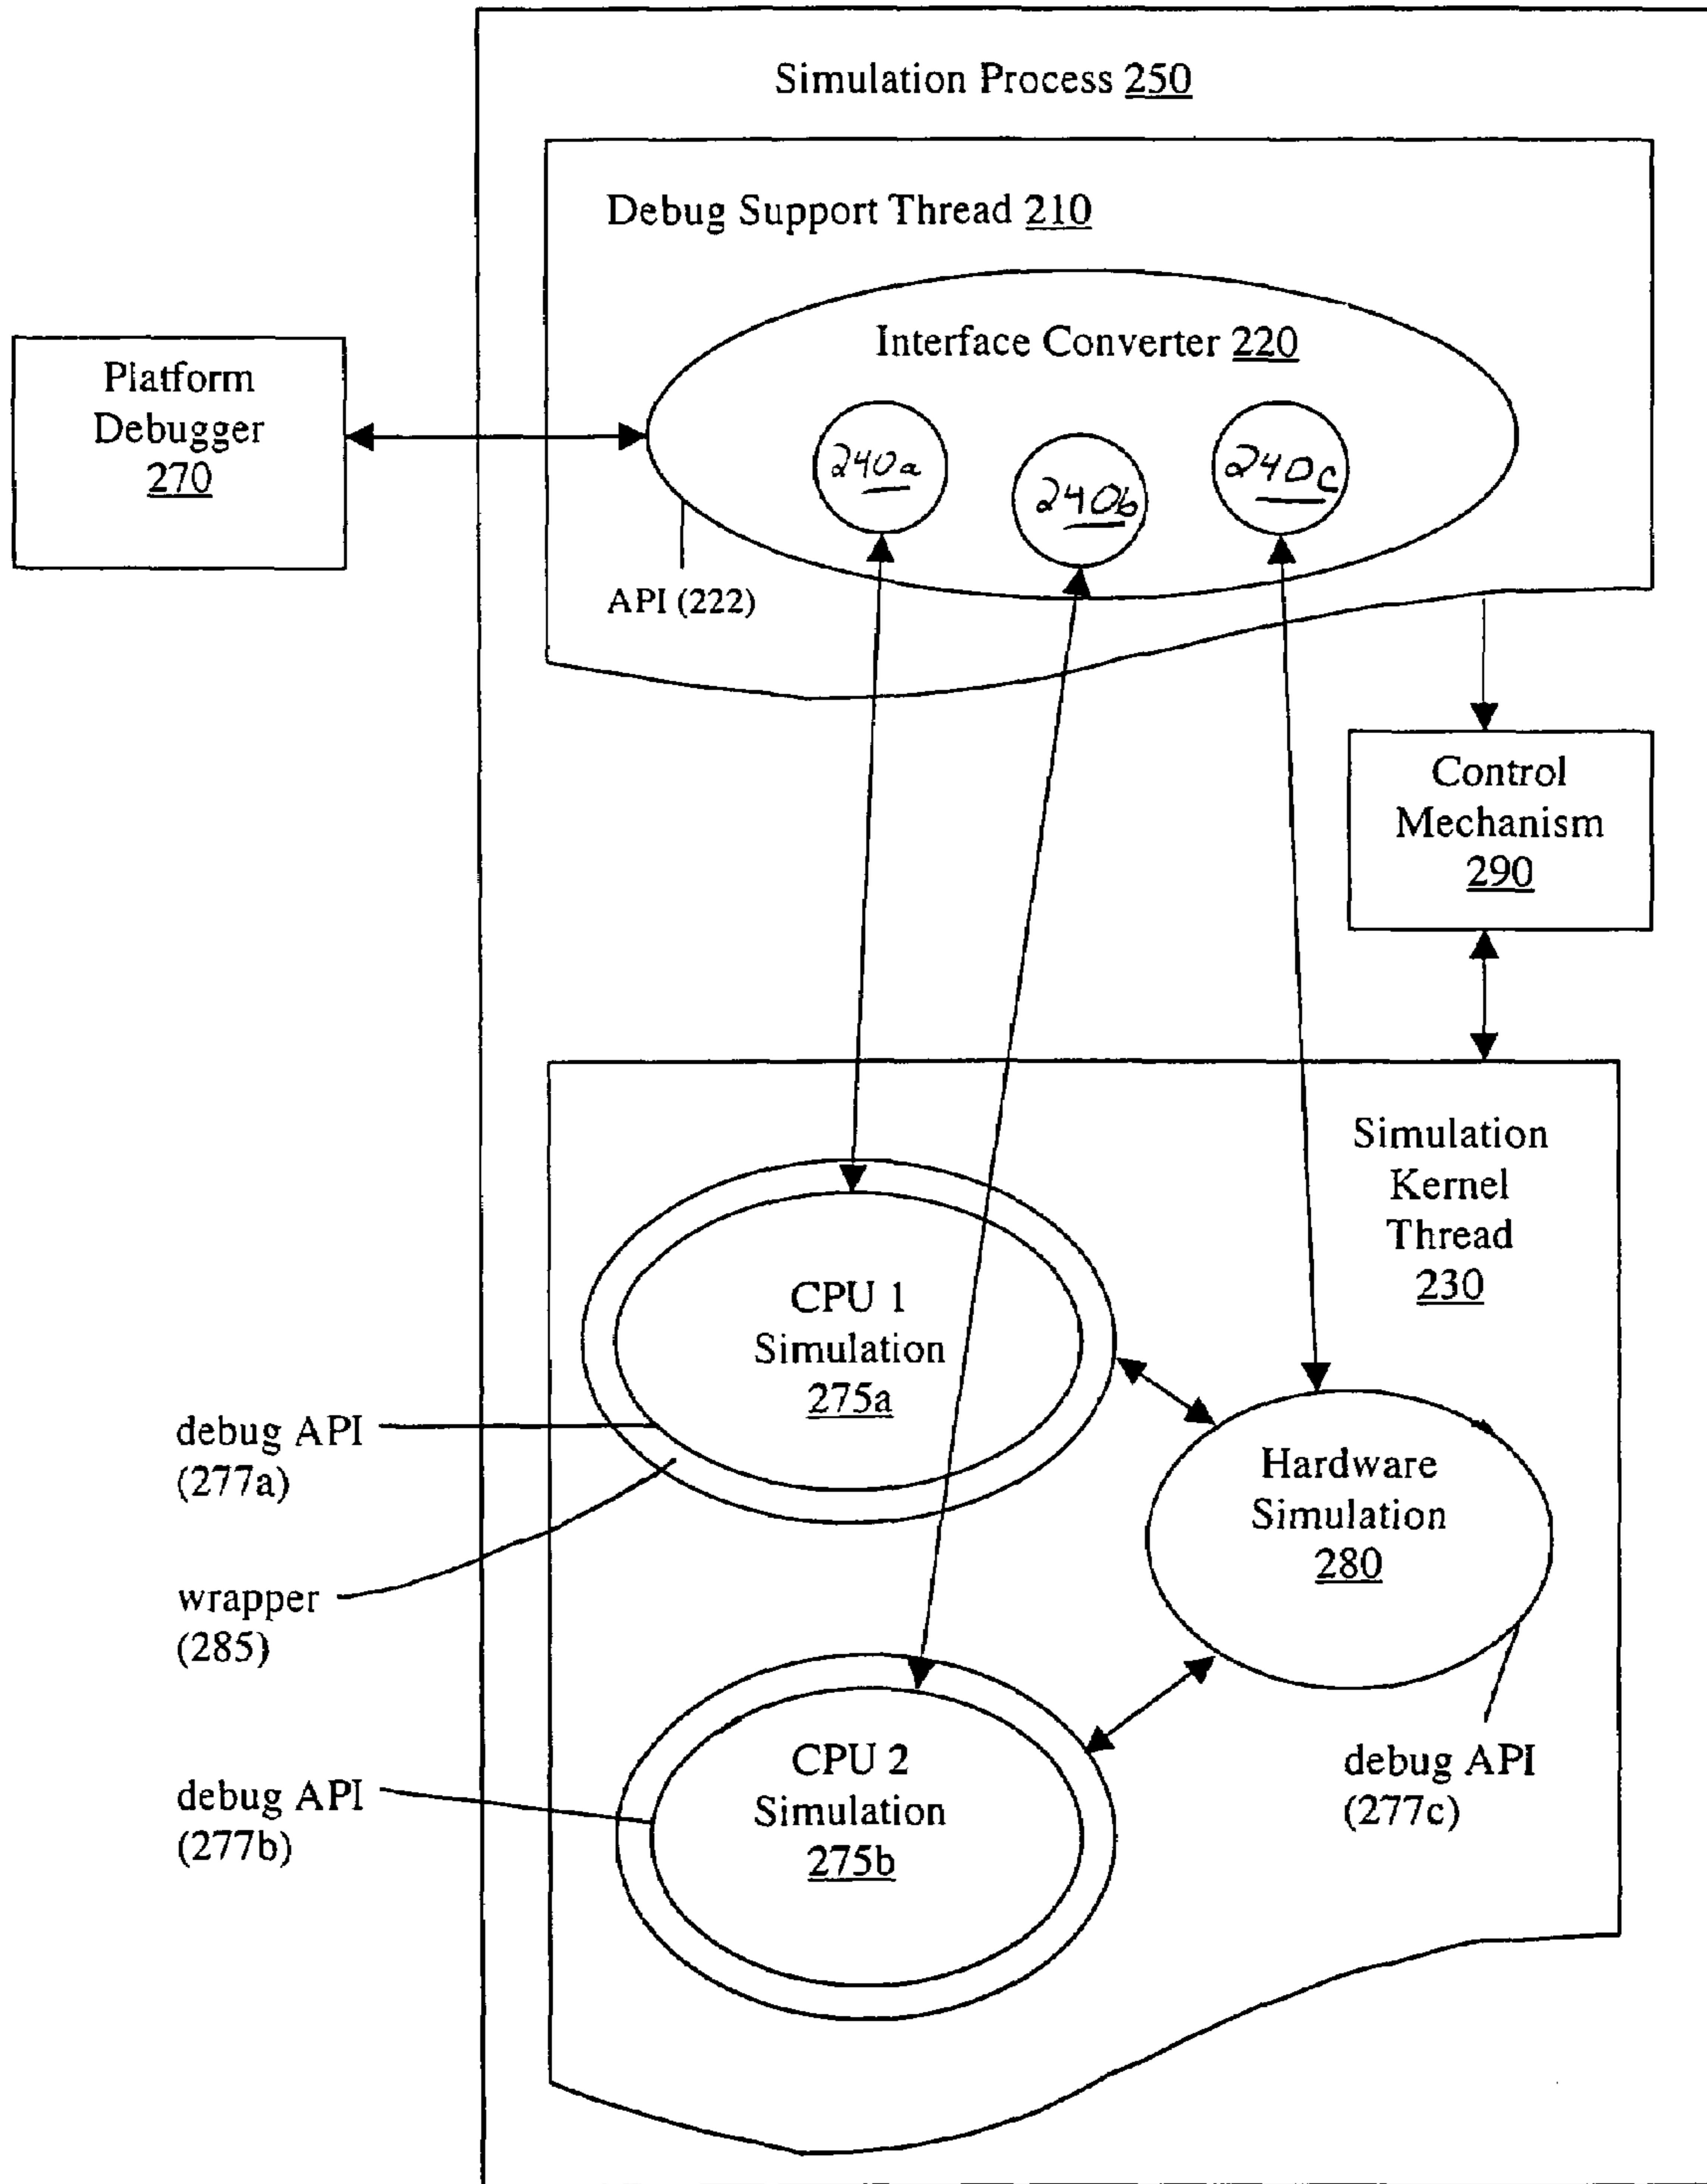 Simulation Process 250
Debug Support Thread 210
Interface Converter 220
Platform
Debugger
270
240a
240b
240c
API (222)
Control
Mechanism
290
Simulation
Kernel
Thread
230
CPU 1
Simulation
275a
debug API
(277a)
Hardware
Simulation
280
wrapper
(285)
CPU 2
Simulation
275b
debug API
(277b)
debug API
(277c)